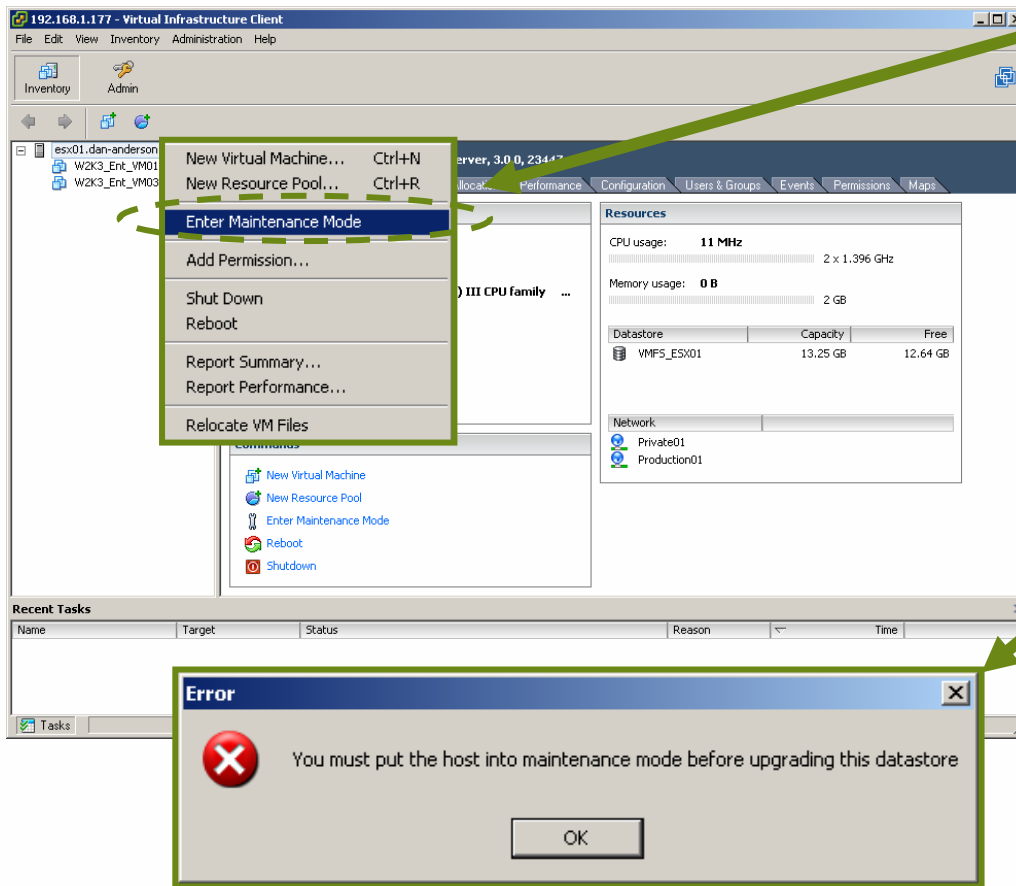 192.168.1.177 - Virtual Infrastructure Client
File Edit View Inventory Administration Help
Inventory Admin
esx01.dan-anderson
W2K3_Ent_VM01
W2K3_Ent_VM03
New Virtual Machine... Ctrl+N
New Resource Pool... Ctrl+R
Enter Maintenance Mode
Add Permission...
Shut Down
Reboot
Report Summary...
Report Performance...
Relocate VM Files
erver, 3.0.0, 23447
Performance Configuration Users & Groups Events Permissions Maps
) III CPU family ...
Resources
CPU usage: 11 MHz
2 x 1.396 GHz
Memory usage: 0 B
2 GB
Datastore Capacity Free
VMFS_ESX01 13.25 GB 12.64 GB
Network
Private01
Production01
Commands
New Virtual Machine
New Resource Pool
Enter Maintenance Mode
Reboot
Shutdown
Recent Tasks
Name Target Status Reason Time
Tasks
Error
You must put the host into maintenance mode before upgrading this datastore
OK